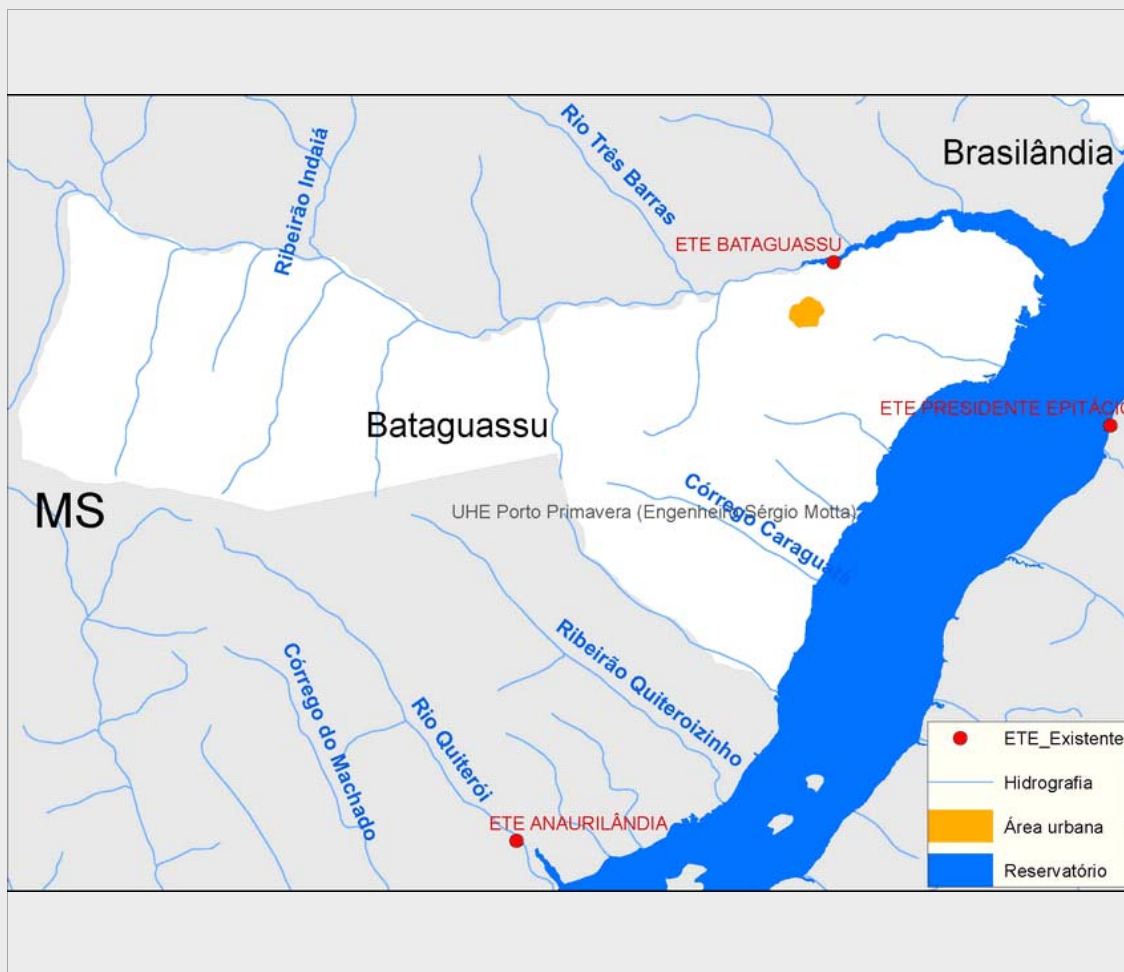 Ribeirão Indaiá
Rio Três Barras
Brasilândia
ETE BATAGUASSU
ETE PRESIDENTE EPITÁCIO
Bataguassu
MS
UHE Porto Primavera (Engenheiro Sérgio Motta)
Córrego Caraguatá
Ribeirão Quiteroizinho
Córrego do Machado
Rio Quiterói
ETE ANAURILÂNDIA
ETE_Existente
Hidrografia
Área urbana
Reservatório